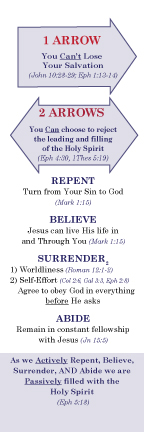 1 ARROW
You Can't Lose
Your Salvation
(John 10:28-29; Eph 1:13-14)
2 ARROWS
You Can choose to reject
the leading and filling
of the Holy Spirit
(Eph 4:30, 1Thes 5:19)
REPENT
Turn from Your Sin to God
(Mark 1:15)
BELIEVE
Jesus can live His life in
and Through You (Mark 1:15)
SURRENDER2
1) Worldliness (Roman 12:1-2)
2) Self-Effort (Col 2:6, Gal 3:3, Eph 2:8)
Agree to obey God in everything
before He asks
ABIDE
Remain in constant fellowship
with Jesus (Jn 15:5)
As we Actively Repent, Believe,
Surrender, AND Abide we are
Passively filled with the
Holy Spirit
(Eph 5:18)